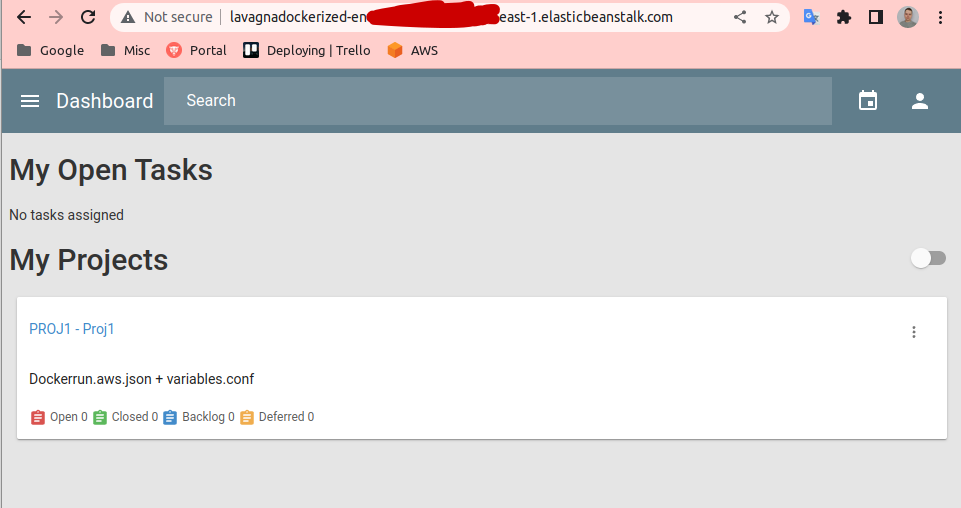 Not secure lavagnadockerized-en east-1.elasticbeanstalk.com
Google Misc Portal Deploying | Trello AWS
Dashboard Search
My Open Tasks
No tasks assigned
My Projects
PROJ1 - Proj1
Dockerrun.aws.json + variables.conf
Open 0 Closed 0 Backlog 0 Deferred 0